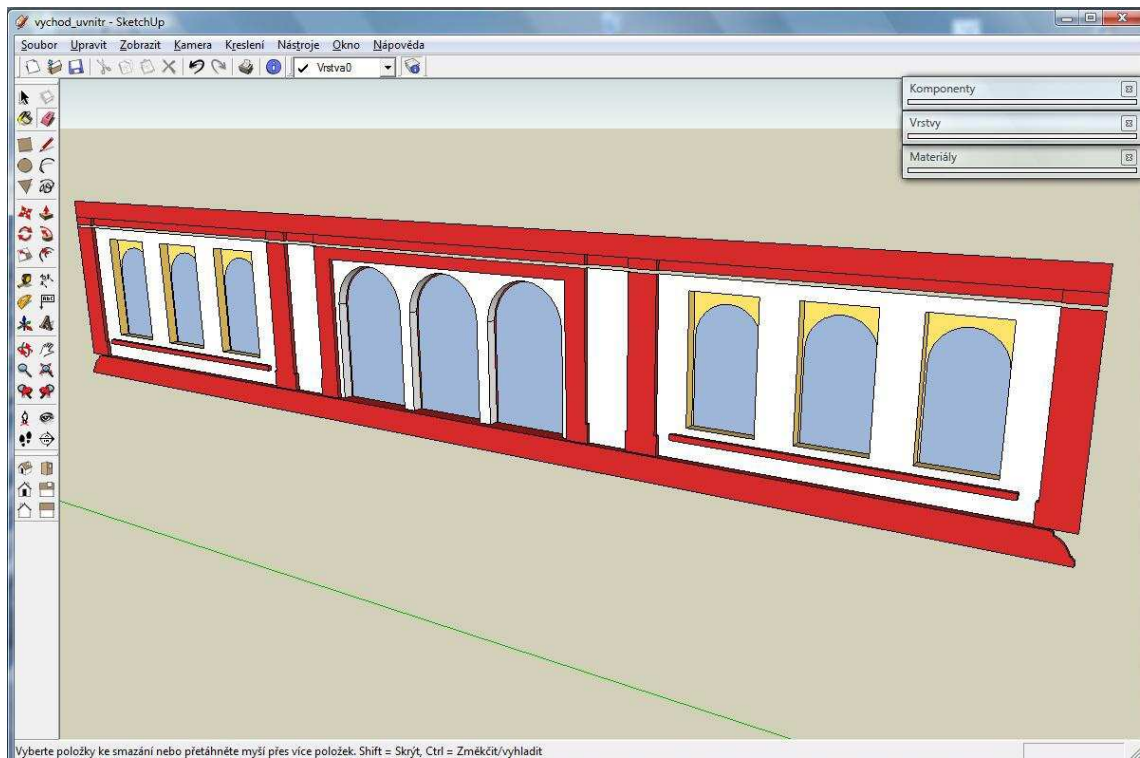 vychod_uvnitr - SketchUp
Soubor Upravit Zobrazit Kamera Kreslení Nástroje Okno Nápověda
Vrstva0
Komponenty
Vrstvy
Materiály
Vyberte položky ke smazání nebo přetáhněte myší přes více položek. Shift = Skrýt, Ctrl = Změkčit/vyhladit